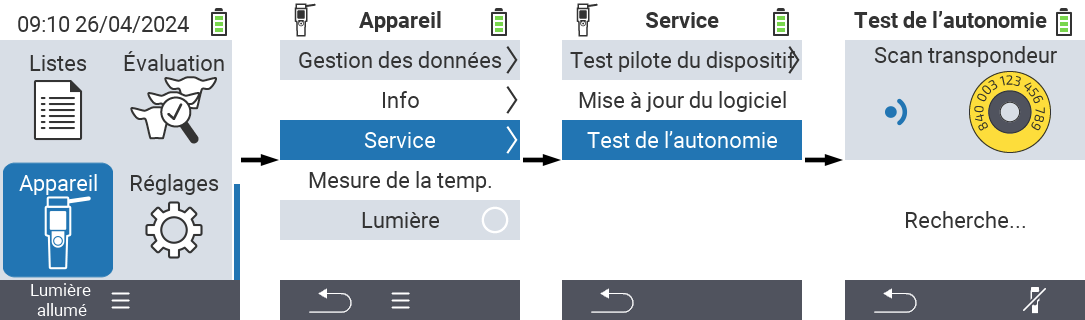 09:10 26/04/2024
Listes
Évaluation
Appareil
Réglages
Lumière
allumé
Appareil
Gestion des données
Info
Service
Mesure de la temp.
Lumière
Service
Test pilote du dispositif
Mise à jour du logiciel
Test de l’autonomie
Test de l’autonomie
Scan transpondeur
840 003 123 456 789
Recherche...